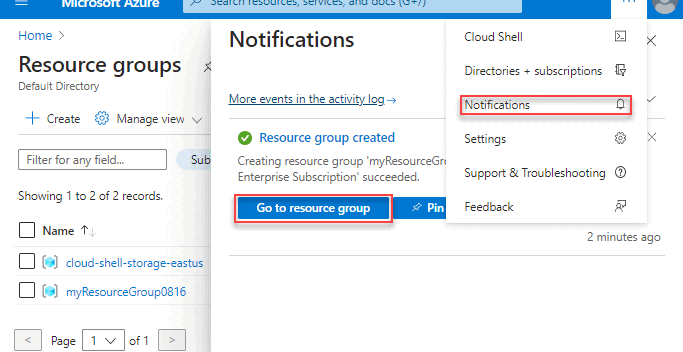 Microsoft Azure
Search resources, services, and docs (G+/)
Home
Resource groups
Default Directory
Create
Manage view
Filter for any field...
Sub
Showing 1 to 2 of 2 records.
Name
cloud-shell-storage-eastus
myResourceGroup0816
Page 1 of 1
Notifications
More events in the activity log
Resource group created
Creating resource group 'myResourceGro
Enterprise Subscription' succeeded.
Go to resource group
Pin
2 minutes ago
Cloud Shell
Directories + subscriptions
Notifications
Settings
Support & Troubleshooting
Feedback